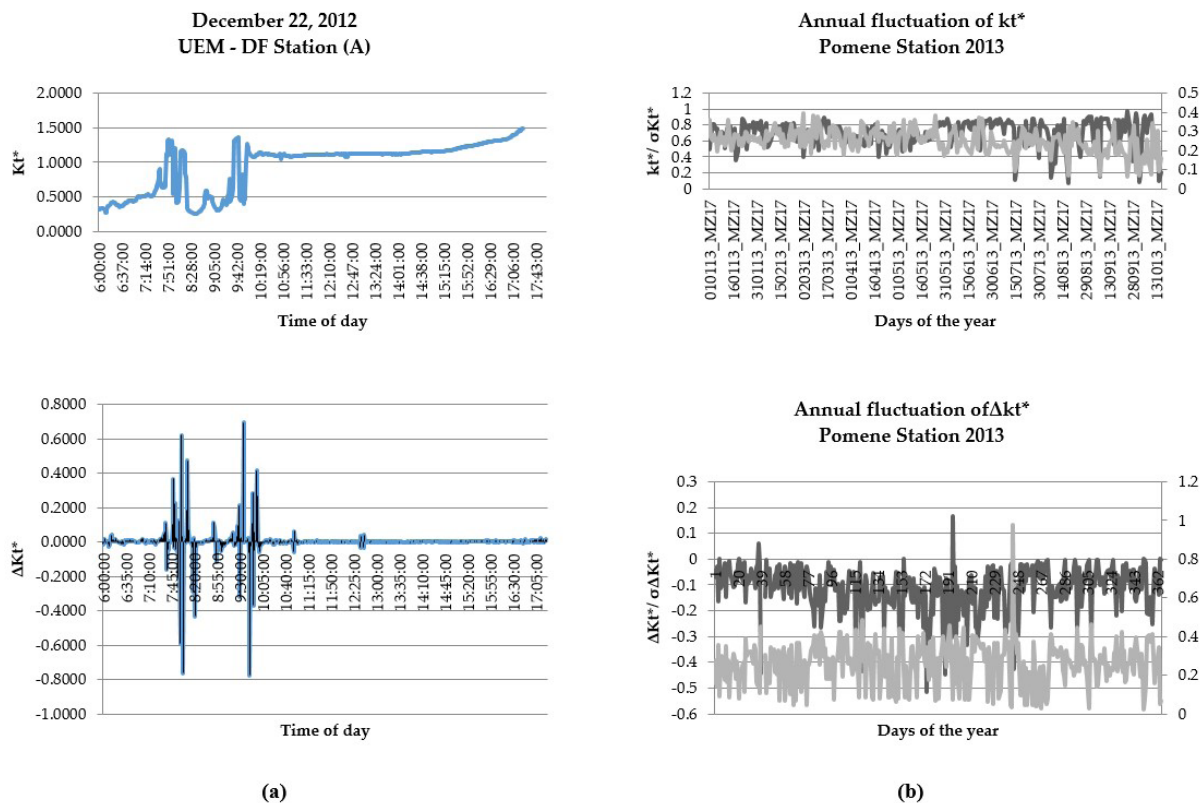 December 22, 2012
UEM - DF Station (A)
2.0000
1.5000
1.0000
0.5000
0.0000
Kt*
6:00:00
6:37:00
7:14:00
7:51:00
8:28:00
9:05:00
9:42:00
10:19:00
10:56:00
11:33:00
12:10:00
12:47:00
13:24:00
14:01:00
14:38:00
15:15:00
15:52:00
16:29:00
17:06:00
17:43:00
Time of day
Annual fluctuation of kt*
Pomene Station 2013
1.2
1
0.8
0.6
0.4
0.2
0
kt*/ σKt*
0.5
0.4
0.3
0.2
0.1
0
010113_MZ17
160113_MZ17
310113_MZ17
150213_MZ17
020313_MZ17
170313_MZ17
010413_MZ17
160413_MZ17
010513_MZ17
160513_MZ17
310513_MZ17
150613_MZ17
300613_MZ17
150713_MZ17
300713_MZ17
140813_MZ17
290813_MZ17
130913_MZ17
280913_MZ17
131013_MZ17
Days of the year
0.8000
0.6000
0.4000
0.2000
0.0000
-0.2000
-0.4000
-0.6000
-0.8000
-1.0000
ΔKt*
6:00:00
6:35:00
7:10:00
7:45:00
8:20:00
8:55:00
9:30:00
10:05:00
10:40:00
11:15:00
11:50:00
12:25:00
13:00:00
13:35:00
14:10:00
14:45:00
15:20:00
15:55:00
16:30:00
17:05:00
Time of day
Annual fluctuation ofΔkt*
Pomene Station 2013
0.3
0.2
0.1
0
-0.1
-0.2
-0.3
-0.4
-0.5
-0.6
ΔKt*/ σΔKt*
1.2
1
0.8
0.6
0.4
0.2
0
1
20
39
58
77
96
115
134
153
172
191
210
229
248
267
286
305
324
343
362
Days of the year
(a)
(b)